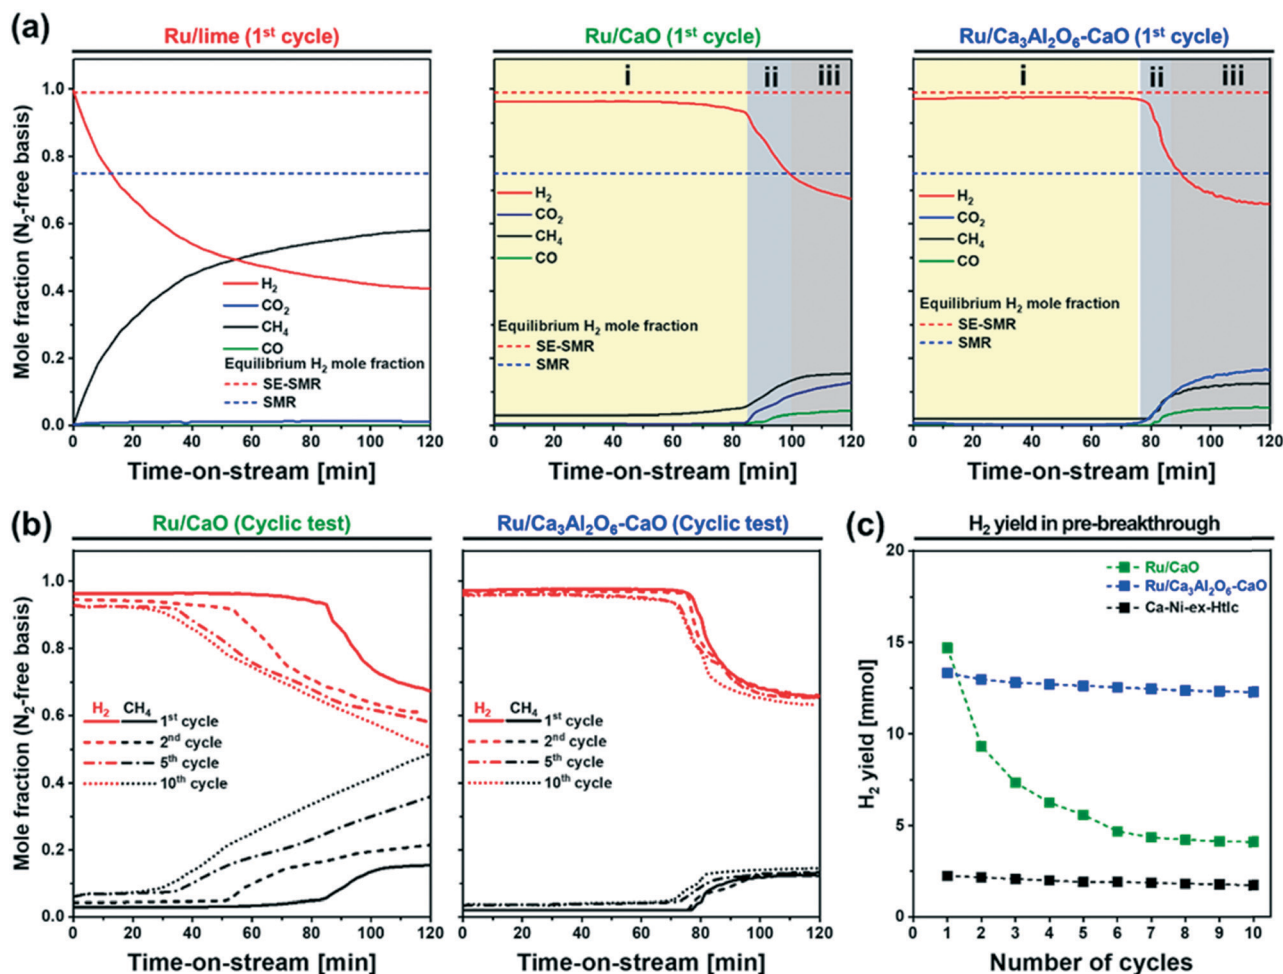 (a)
Ru/lime (1st cycle)
Ru/CaO (1st cycle)
Ru/Ca3Al2O6-CaO (1st cycle)
Mole fraction (N2-free basis)
1.0
0.8
0.6
0.4
0.2
0.0
H2
CO2
CH4
CO
Equilibrium H2 mole fraction
SE-SMR
SMR
0 20 40 60 80 100 120
Time-on-stream [min]
i ii iii
H2
CO2
CH4
CO
Equilibrium H2 mole fraction
SE-SMR
SMR
0 20 40 60 80 100 120
Time-on-stream [min]
i ii iii
H2
CO2
CH4
CO
Equilibrium H2 mole fraction
SE-SMR
SMR
0 20 40 60 80 100 120
Time-on-stream [min]
(b)
Ru/CaO (Cyclic test)
Ru/Ca3Al2O6-CaO (Cyclic test)
Mole fraction (N2-free basis)
1.0
0.8
0.6
0.4
0.2
0.0
H2 CH4
1st cycle
2nd cycle
5th cycle
10th cycle
0 20 40 60 80 100 120
Time-on-stream [min]
H2 CH4
1st cycle
2nd cycle
5th cycle
10th cycle
0 20 40 60 80 100 120
Time-on-stream [min]
(c)
H2 yield in pre-breakthrough
H2 yield [mmol]
20
15
10
5
0
Ru/CaO
Ru/Ca3Al2O6-CaO
Ca-Ni-ex-Htlc
1 2 3 4 5 6 7 8 9 10
Number of cycles